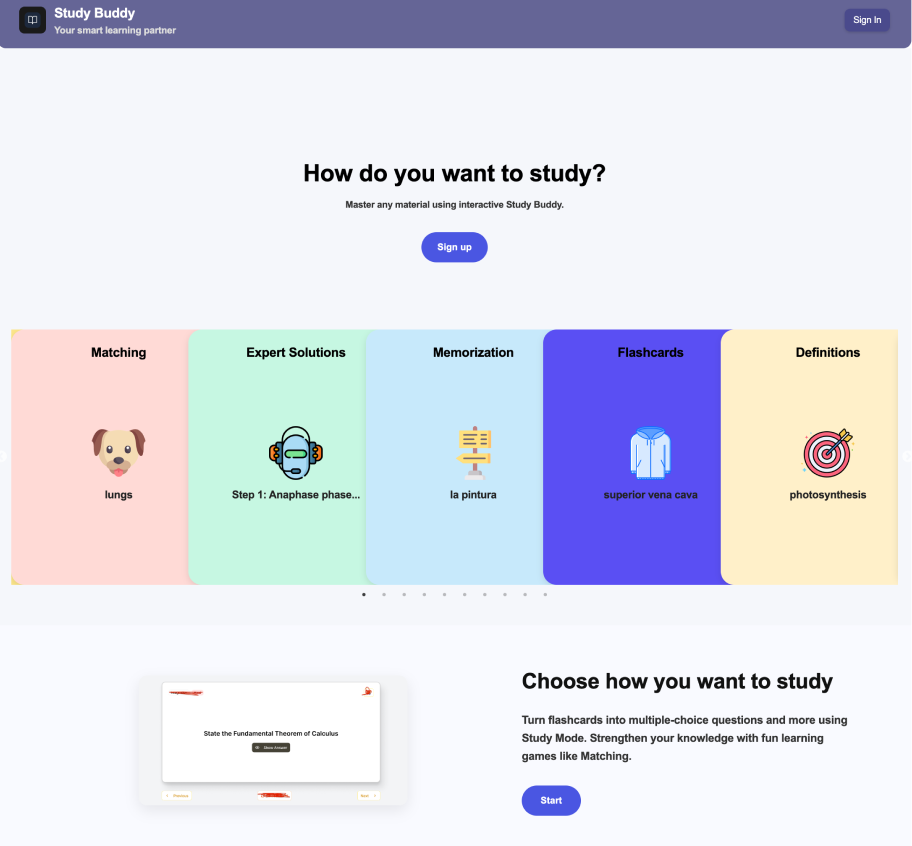 Study Buddy
Your smart learning partner
Sign In
How do you want to study?
Master any material using interactive Study Buddy.
Sign up
Matching
lungs
Expert Solutions
Step 1: Anaphase phase...
Memorization
la pintura
Flashcards
superior vena cava
Definitions
photosynthesis
State the Fundamental Theorem of Calculus
Show Answer
Previous
Next
Choose how you want to study
Turn flashcards into multiple-choice questions and more using
Study Mode. Strengthen your knowledge with fun learning
games like Matching.
Start